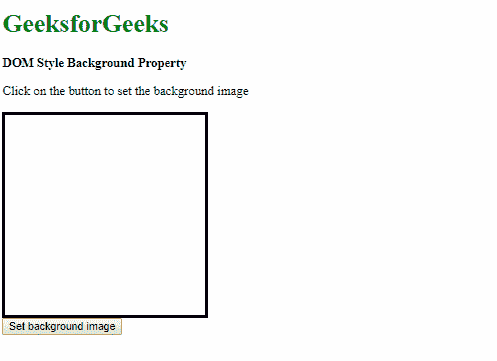 GeeksforGeeks
DOM Style Background Property
Click on the button to set the background image
Set background image